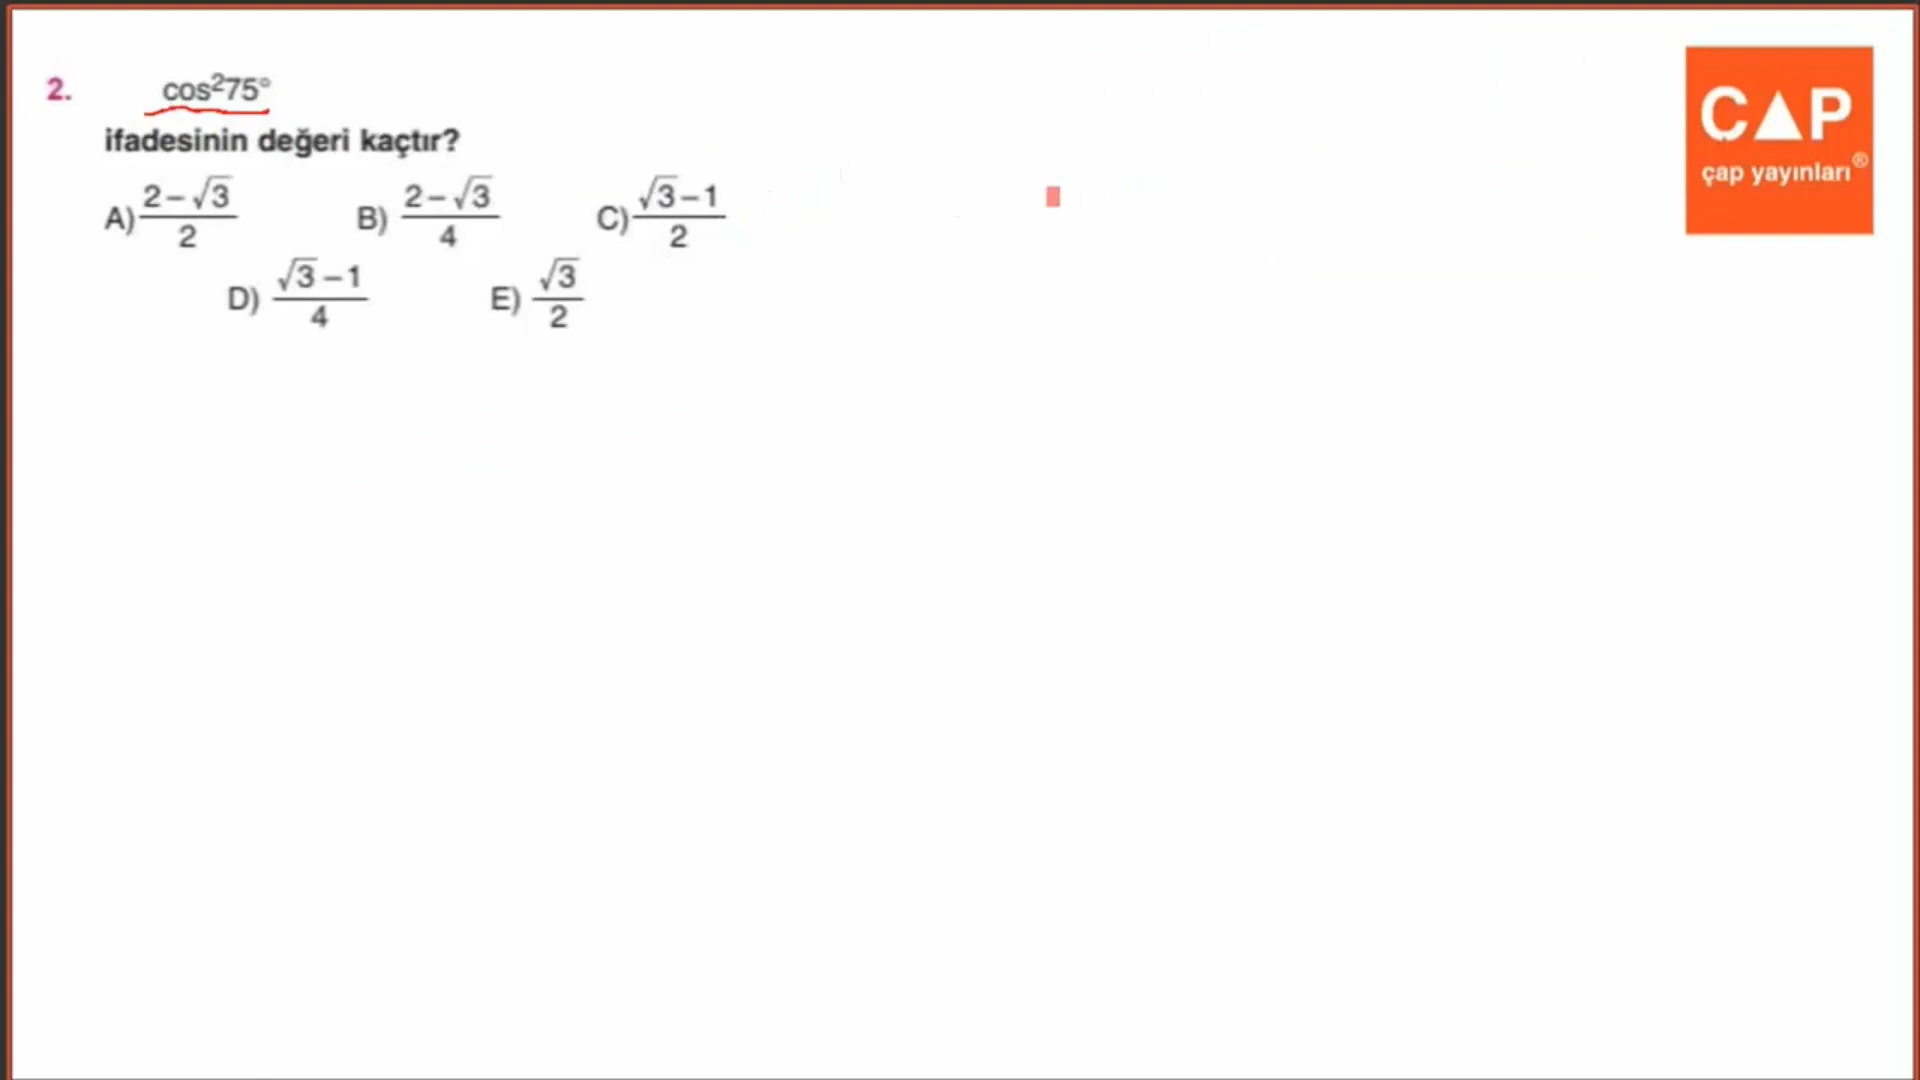 2. cos²75°
ifadesinin değeri kaçtır?
A) (2−√3)/2 B) (2−√3)/4 C) (√3−1)/2
D) (√3−1)/4 E) √3/2
ÇAP
çap yayınları®